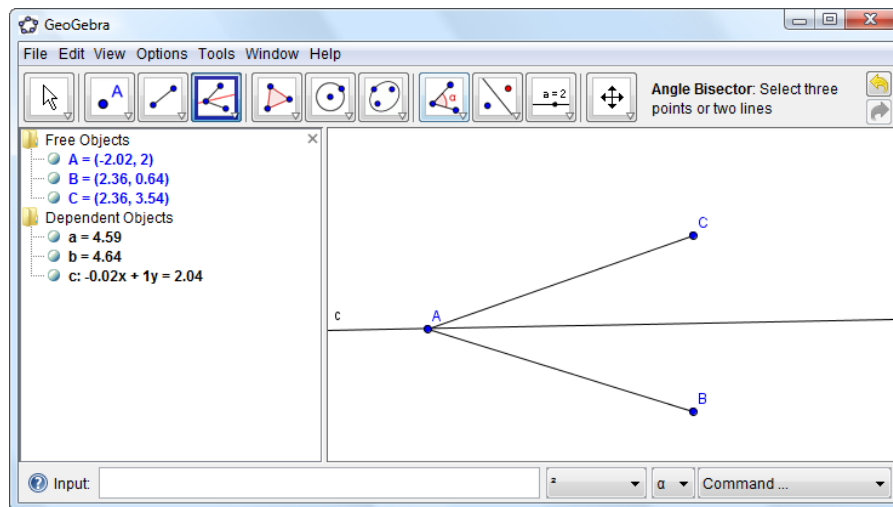 GeoGebra
File Edit View Options Tools Window Help
A
α
a = 2
Angle Bisector: Select three
points or two lines
Free Objects
A = (-2.02, 2)
B = (2.36, 0.64)
C = (2.36, 3.54)
Dependent Objects
a = 4.59
b = 4.64
c: -0.02x + 1y = 2.04
C
c
A
B
Input:
²
α
Command ...